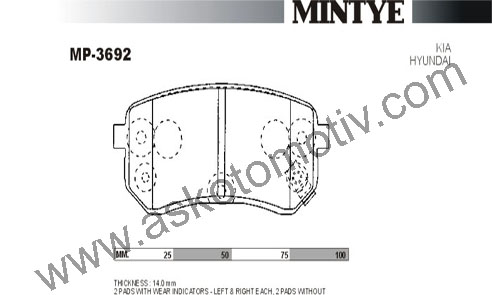 MINTYE
KIA
HYUNDAI
MP-3692
www.askotomotiv.com
MM. 25 50 75 100
THICKNESS : 14.0 mm
2 PADS WITH WEAR INDICATORS - LEFT & RIGHT EACH, 2 PADS WITHOUT